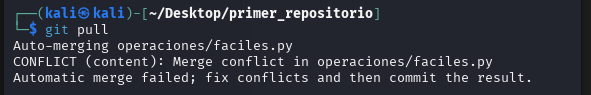 ┌──(kali㉿kali)-[~/Desktop/primer_repositorio]
└─$ git pull
Auto-merging operaciones/faciles.py
CONFLICT (content): Merge conflict in operaciones/faciles.py
Automatic merge failed; fix conflicts and then commit the result.